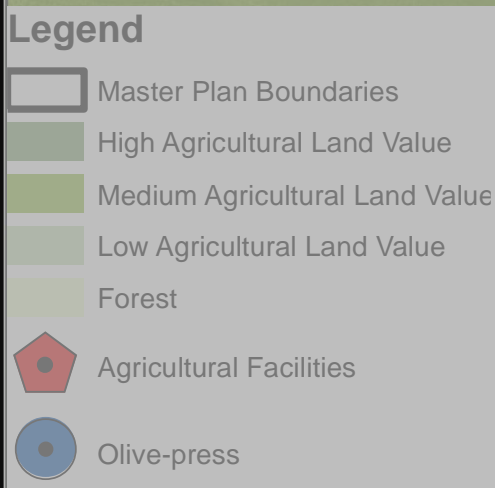 Legend
Master Plan Boundaries
High Agricultural Land Value
Medium Agricultural Land Value
Low Agricultural Land Value
Forest
Agricultural Facilities
Olive-press